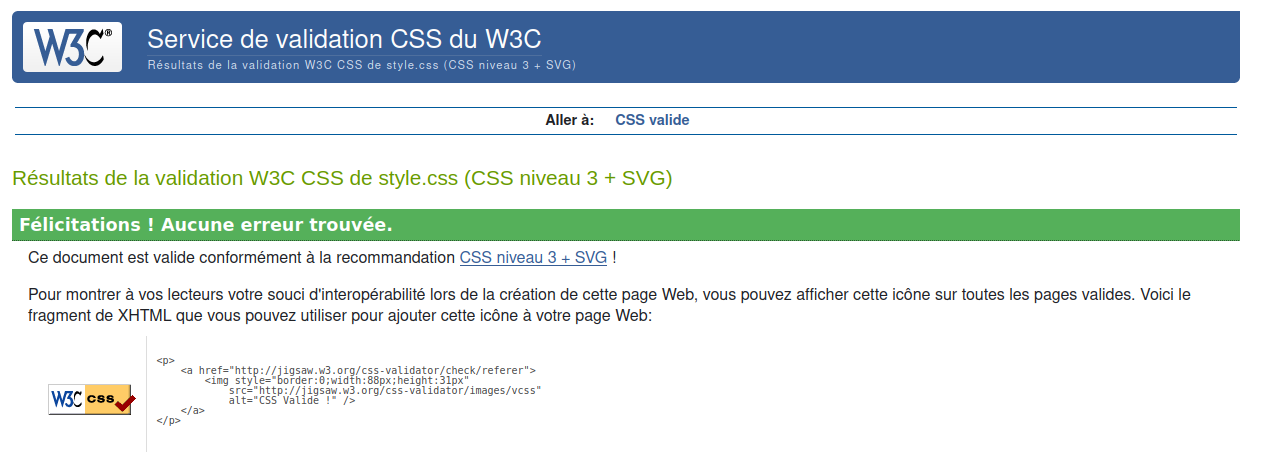 W3C®
Service de validation CSS du W3C
Résultats de la validation W3C CSS de style.css (CSS niveau 3 + SVG)
Aller à: CSS valide
Résultats de la validation W3C CSS de style.css (CSS niveau 3 + SVG)
Félicitations ! Aucune erreur trouvée.
Ce document est valide conformément à la recommandation CSS niveau 3 + SVG !
Pour montrer à vos lecteurs votre souci d'interopérabilité lors de la création de cette page Web, vous pouvez afficher cette icône sur toutes les pages valides. Voici le
fragment de XHTML que vous pouvez utiliser pour ajouter cette icône à votre page Web:
W3C css
<p>
    <a href="http://jigsaw.w3.org/css-validator/check/referer">
        <img style="border:0;width:88px;height:31px"
            src="http://jigsaw.w3.org/css-validator/images/vcss"
            alt="CSS Valide !" />
    </a>
</p>